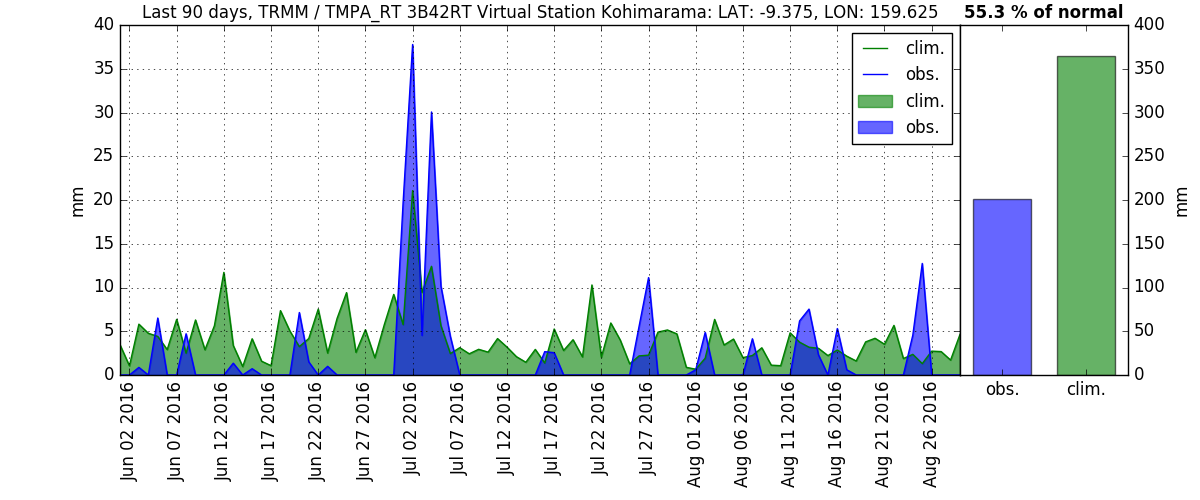 Last 90 days, TRMM / TMPA_RT 3B42RT Virtual Station Kohimarama: LAT: -9.375, LON: 159.625
55.3 % of normal
40
35
30
25
20
15
10
5
0
mm
clim.
obs.
clim.
obs.
400
350
300
250
200
150
100
50
0
mm
Jun 02 2016
Jun 07 2016
Jun 12 2016
Jun 17 2016
Jun 22 2016
Jun 27 2016
Jul 02 2016
Jul 07 2016
Jul 12 2016
Jul 17 2016
Jul 22 2016
Jul 27 2016
Aug 01 2016
Aug 06 2016
Aug 11 2016
Aug 16 2016
Aug 21 2016
Aug 26 2016
obs.
clim.